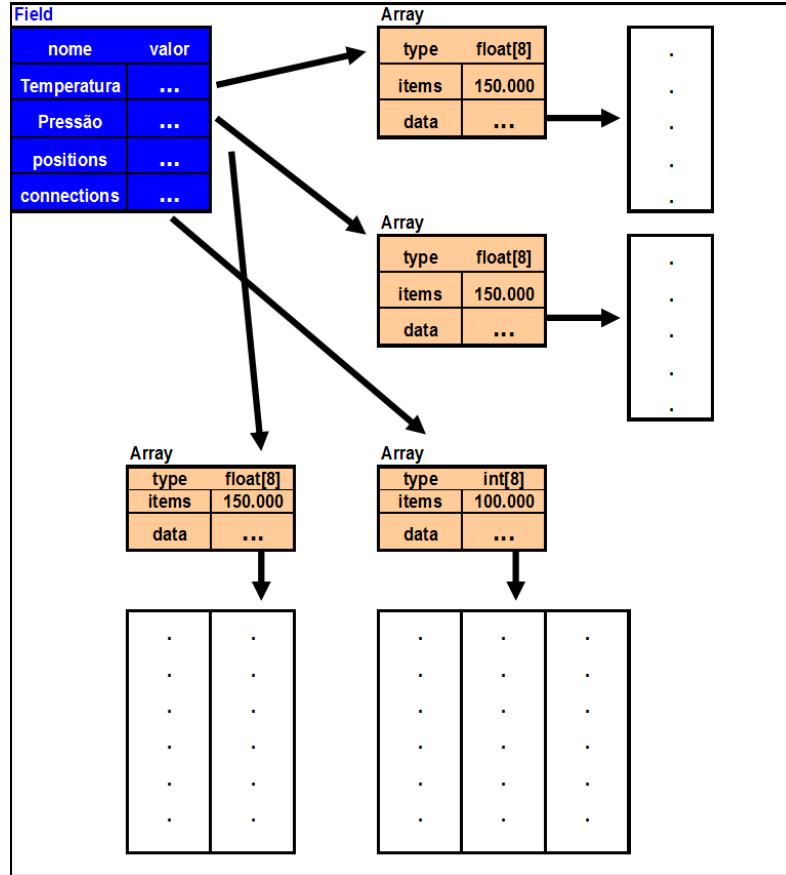 Field
nome valor
Temperatura ...
Pressão ...
positions ...
connections ...
Array
type float[8]
items 150.000
data ...
Array
type float[8]
items 150.000
data ...
Array
type float[8]
items 150.000
data ...
Array
type int[8]
items 100.000
data ...